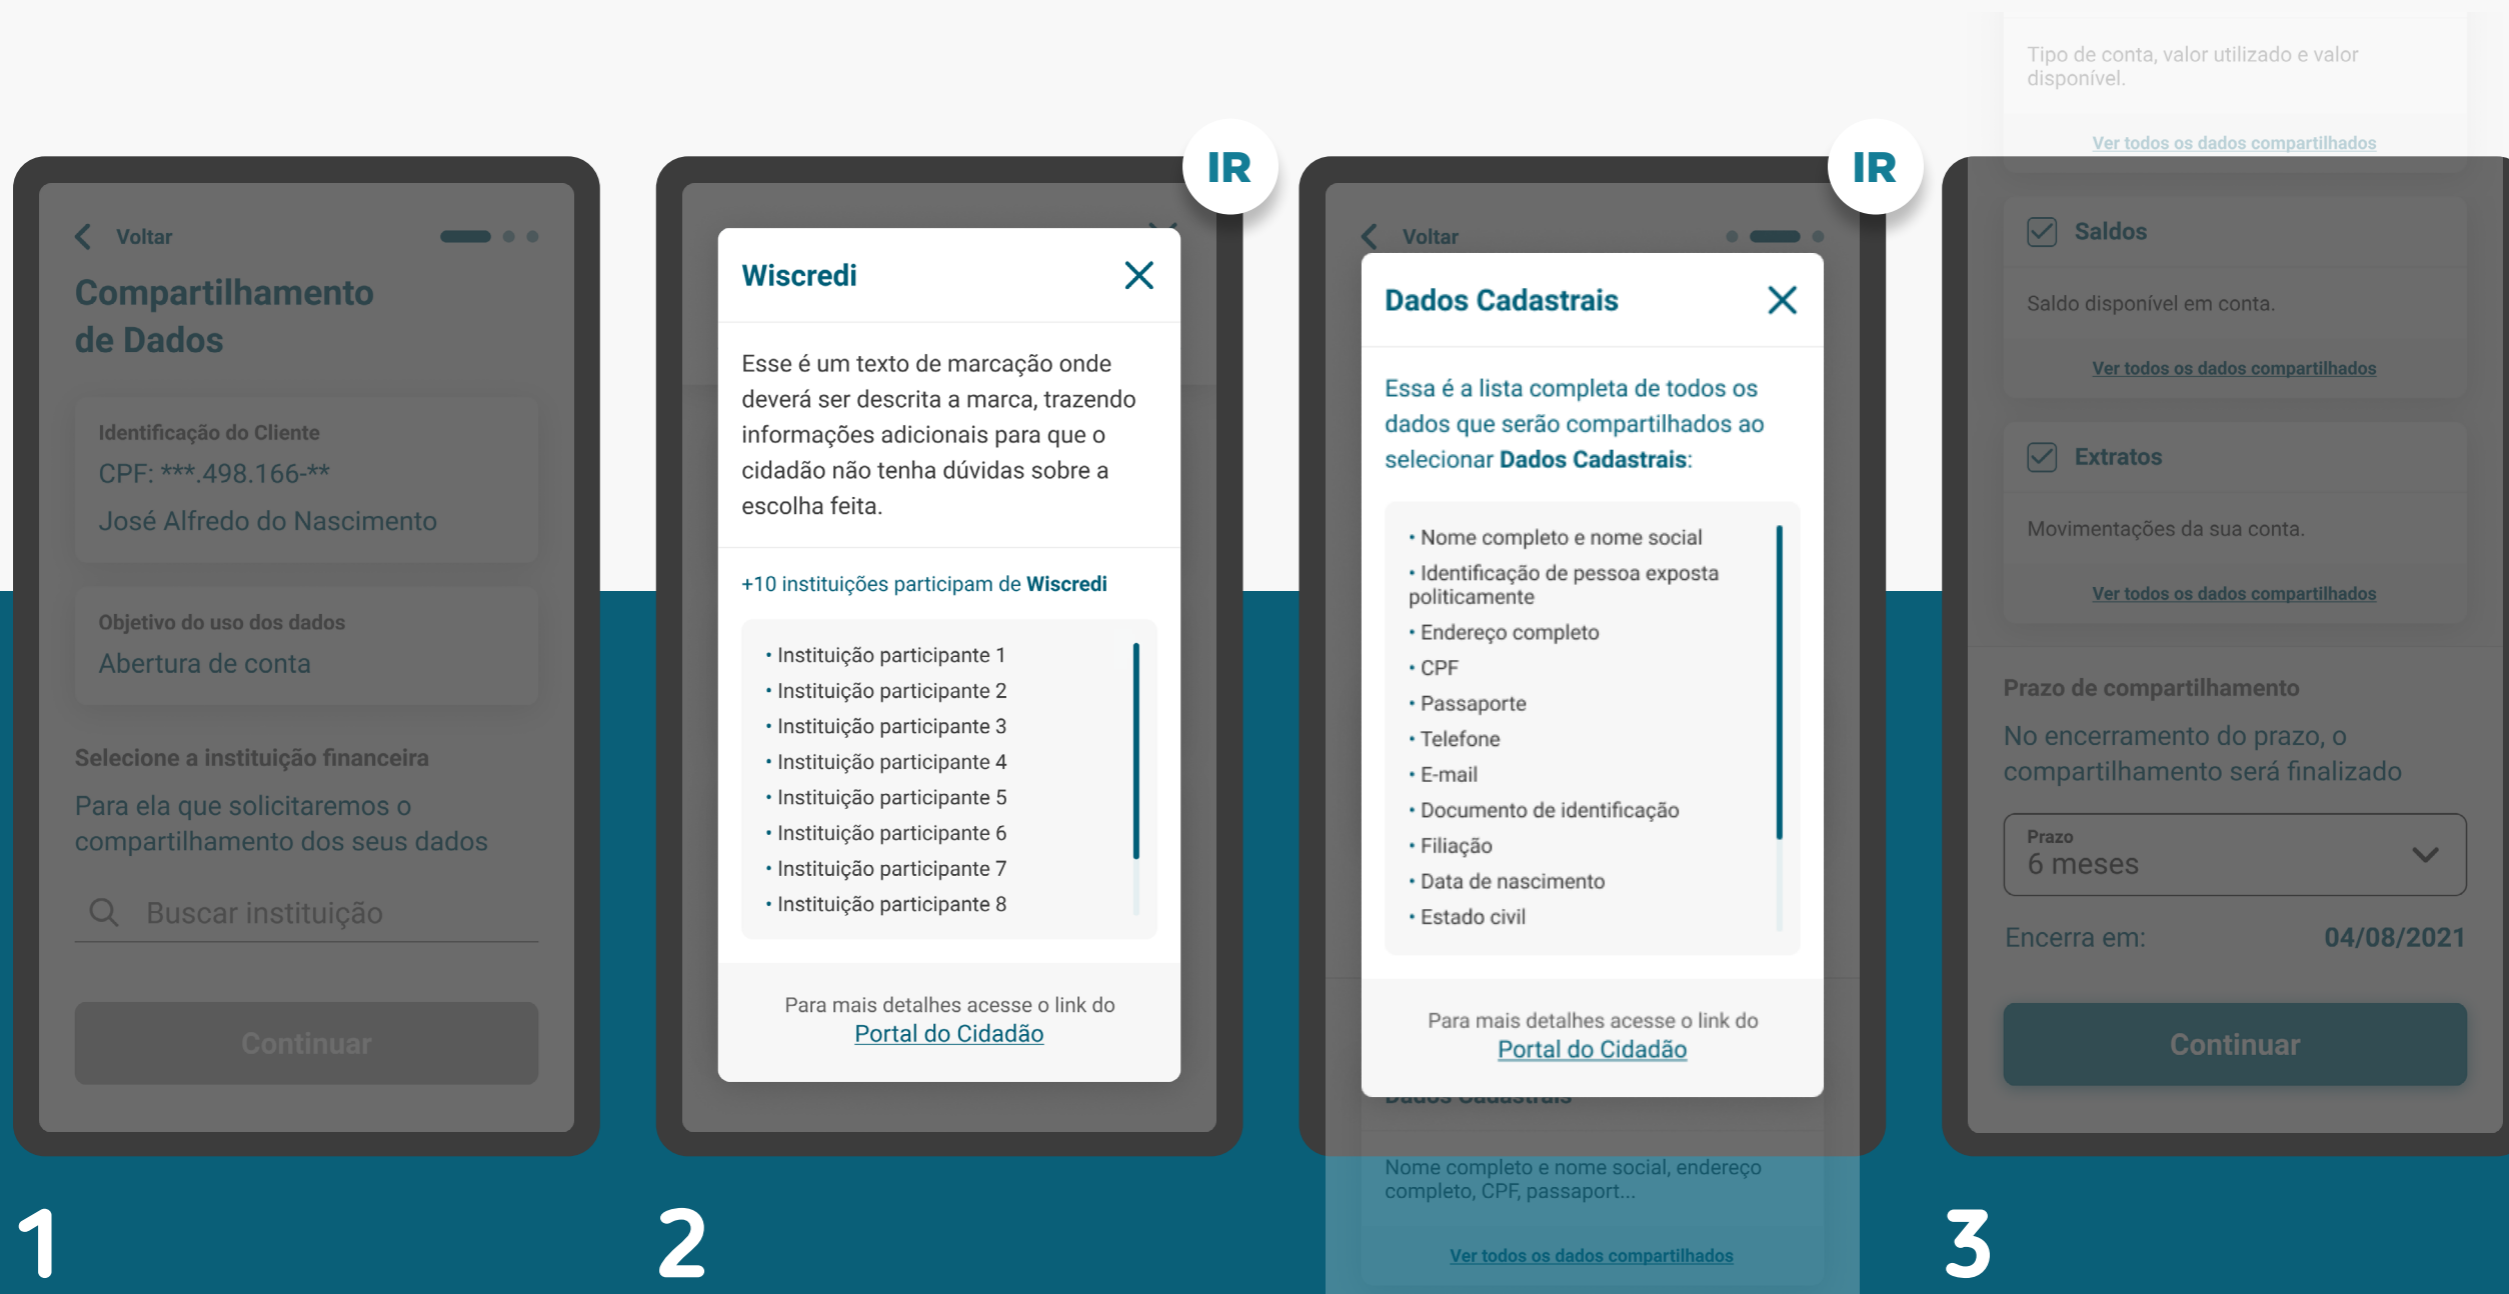 Voltar
Compartilhamento
de Dados
Identificação do Cliente
CPF: ***.498.166-**
José Alfredo do Nascimento
Objetivo do uso dos dados
Abertura de conta
Selecione a instituição financeira
Para ela que solicitaremos o
compartilhamento dos seus dados
Buscar instituição
Continuar
1
IR
Wiscredi
Esse é um texto de marcação onde
deverá ser descrita a marca, trazendo
informações adicionais para que o
cidadão não tenha dúvidas sobre a
escolha feita.
+10 instituições participam de Wiscredi
• Instituição participante 1
• Instituição participante 2
• Instituição participante 3
• Instituição participante 4
• Instituição participante 5
• Instituição participante 6
• Instituição participante 7
• Instituição participante 8
Para mais detalhes acesse o link do
Portal do Cidadão
2
IR
Voltar
Dados Cadastrais
Essa é a lista completa de todos os
dados que serão compartilhados ao
selecionar Dados Cadastrais:
• Nome completo e nome social
• Identificação de pessoa exposta
politicamente
• Endereço completo
• CPF
• Passaporte
• Telefone
• E-mail
• Documento de identificação
• Filiação
• Data de nascimento
• Estado civil
Para mais detalhes acesse o link do
Portal do Cidadão
Dados Cadastrais
Nome completo e nome social, endereço
completo, CPF, passaport...
Ver todos os dados compartilhados
Tipo de conta, valor utilizado e valor
disponível.
Ver todos os dados compartilhados
Saldos
Saldo disponível em conta.
Ver todos os dados compartilhados
Extratos
Movimentações da sua conta.
Ver todos os dados compartilhados
Prazo de compartilhamento
No encerramento do prazo, o
compartilhamento será finalizado
Prazo
6 meses
Encerra em: 04/08/2021
Continuar
3